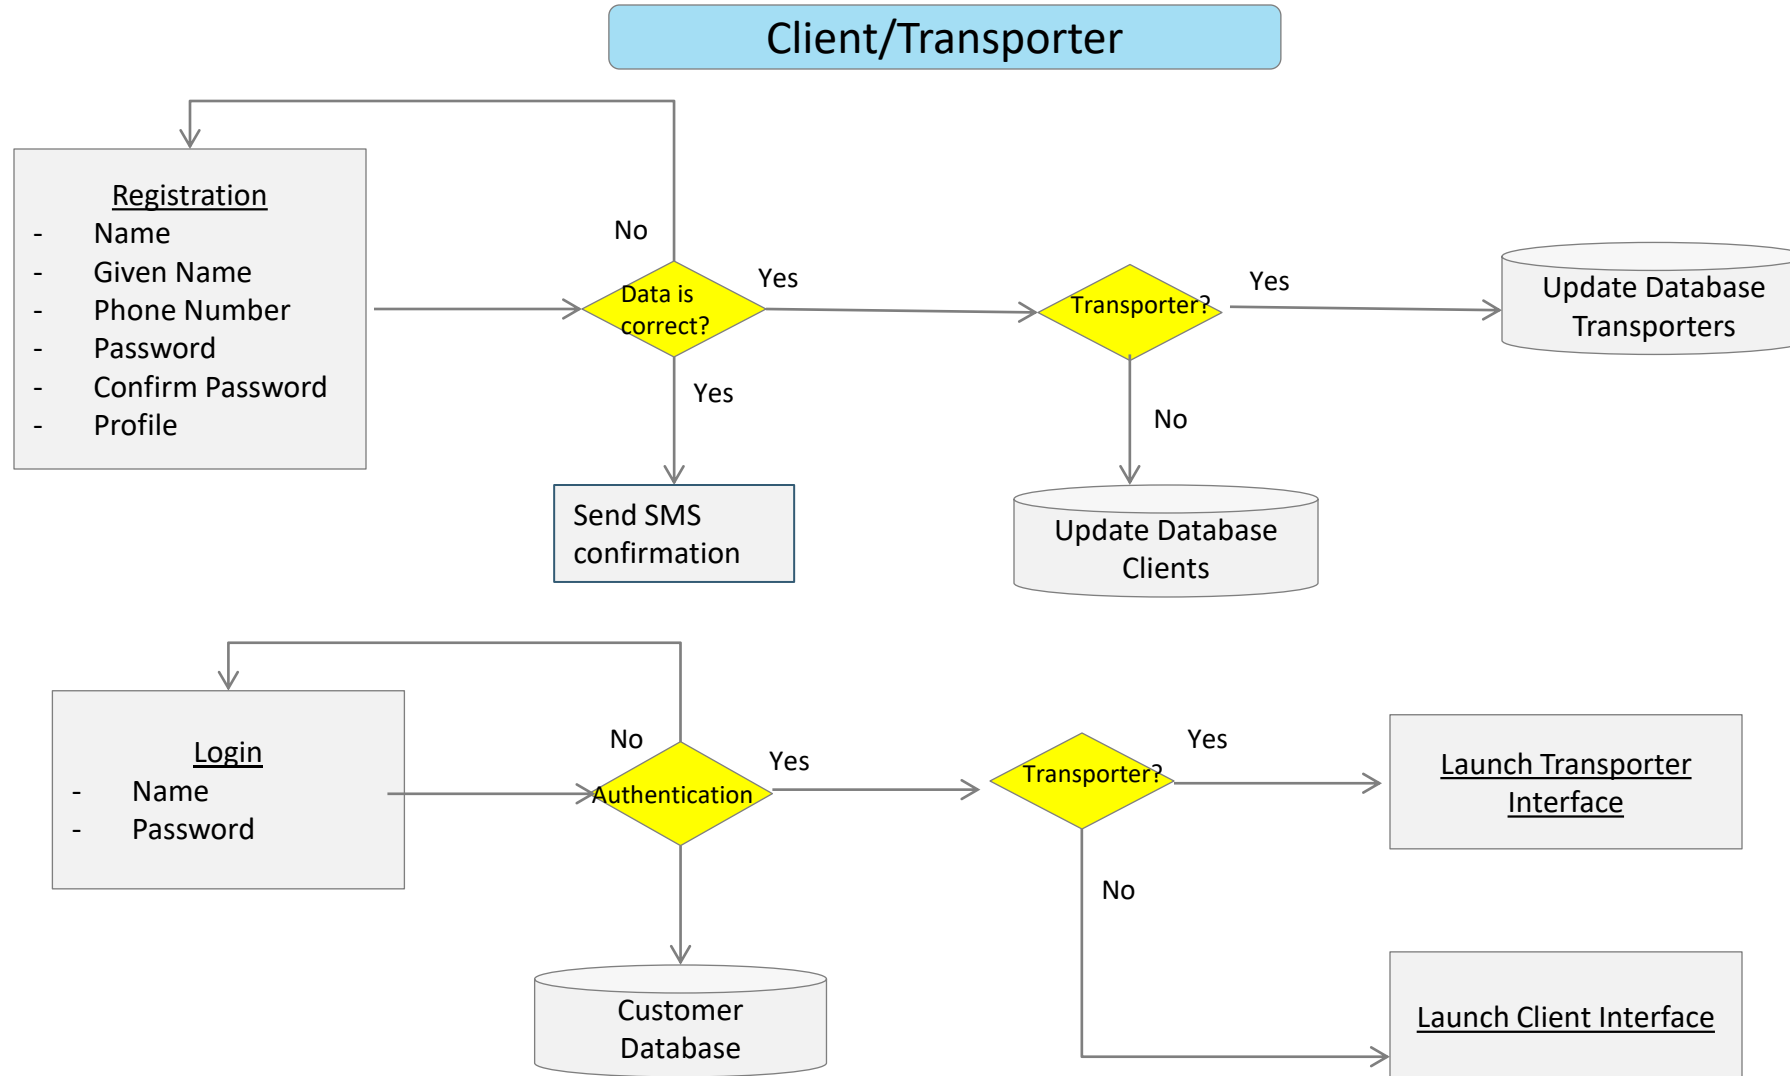 Client/Transporter
Registration
- Name
- Given Name
- Phone Number
- Password
- Confirm Password
- Profile
No
Data is
correct?
Yes
Yes
Transporter?
Yes
No
Update Database
Transporters
Send SMS
confirmation
Update Database
Clients
Login
- Name
- Password
No
Authentication
Yes
Transporter?
Yes
No
Launch Transporter
Interface
Customer
Database
Launch Client Interface